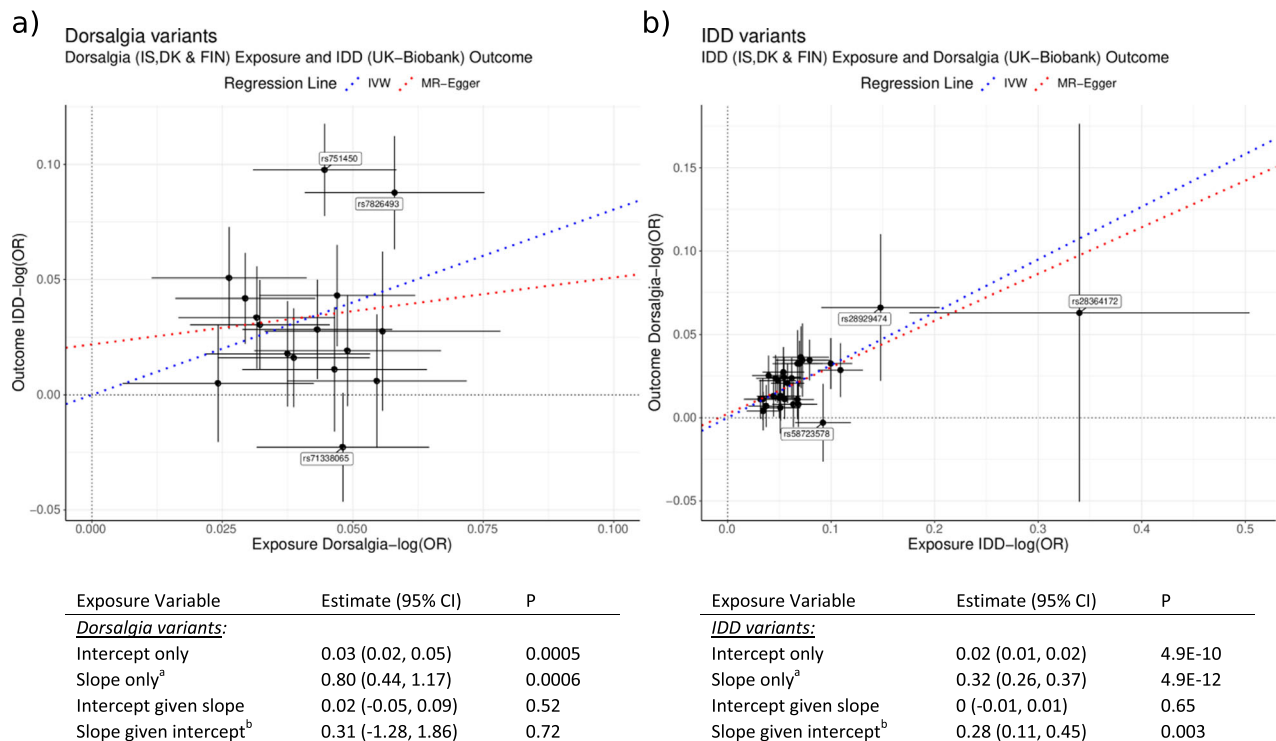 a)
Dorsalgia variants
Dorsalgia (IS,DK & FIN) Exposure and IDD (UK−Biobank) Outcome
Regression Line IVW MR−Egger
Outcome IDD−log(OR)
0.10
0.05
0.00
−0.05
rs751450
rs7826493
rs71338065
0.000 0.025 0.050 0.075 0.100
Exposure Dorsalgia−log(OR)
Exposure Variable Estimate (95% CI) P
Dorsalgia variants:
Intercept only 0.03 (0.02, 0.05) 0.0005
Slope only^a 0.80 (0.44, 1.17) 0.0006
Intercept given slope 0.02 (-0.05, 0.09) 0.52
Slope given intercept^b 0.31 (-1.28, 1.86) 0.72
b)
IDD variants
IDD (IS,DK & FIN) Exposure and Dorsalgia (UK−Biobank) Outcome
Regression Line IVW MR−Egger
Outcome Dorsalgia−log(OR)
0.15
0.10
0.05
0.00
−0.05
rs28364172
rs28929474
rs58723578
0.0 0.1 0.2 0.3 0.4 0.5
Exposure IDD−log(OR)
Exposure Variable Estimate (95% CI) P
IDD variants:
Intercept only 0.02 (0.01, 0.02) 4.9E-10
Slope only^a 0.32 (0.26, 0.37) 4.9E-12
Intercept given slope 0 (-0.01, 0.01) 0.65
Slope given intercept^b 0.28 (0.11, 0.45) 0.003